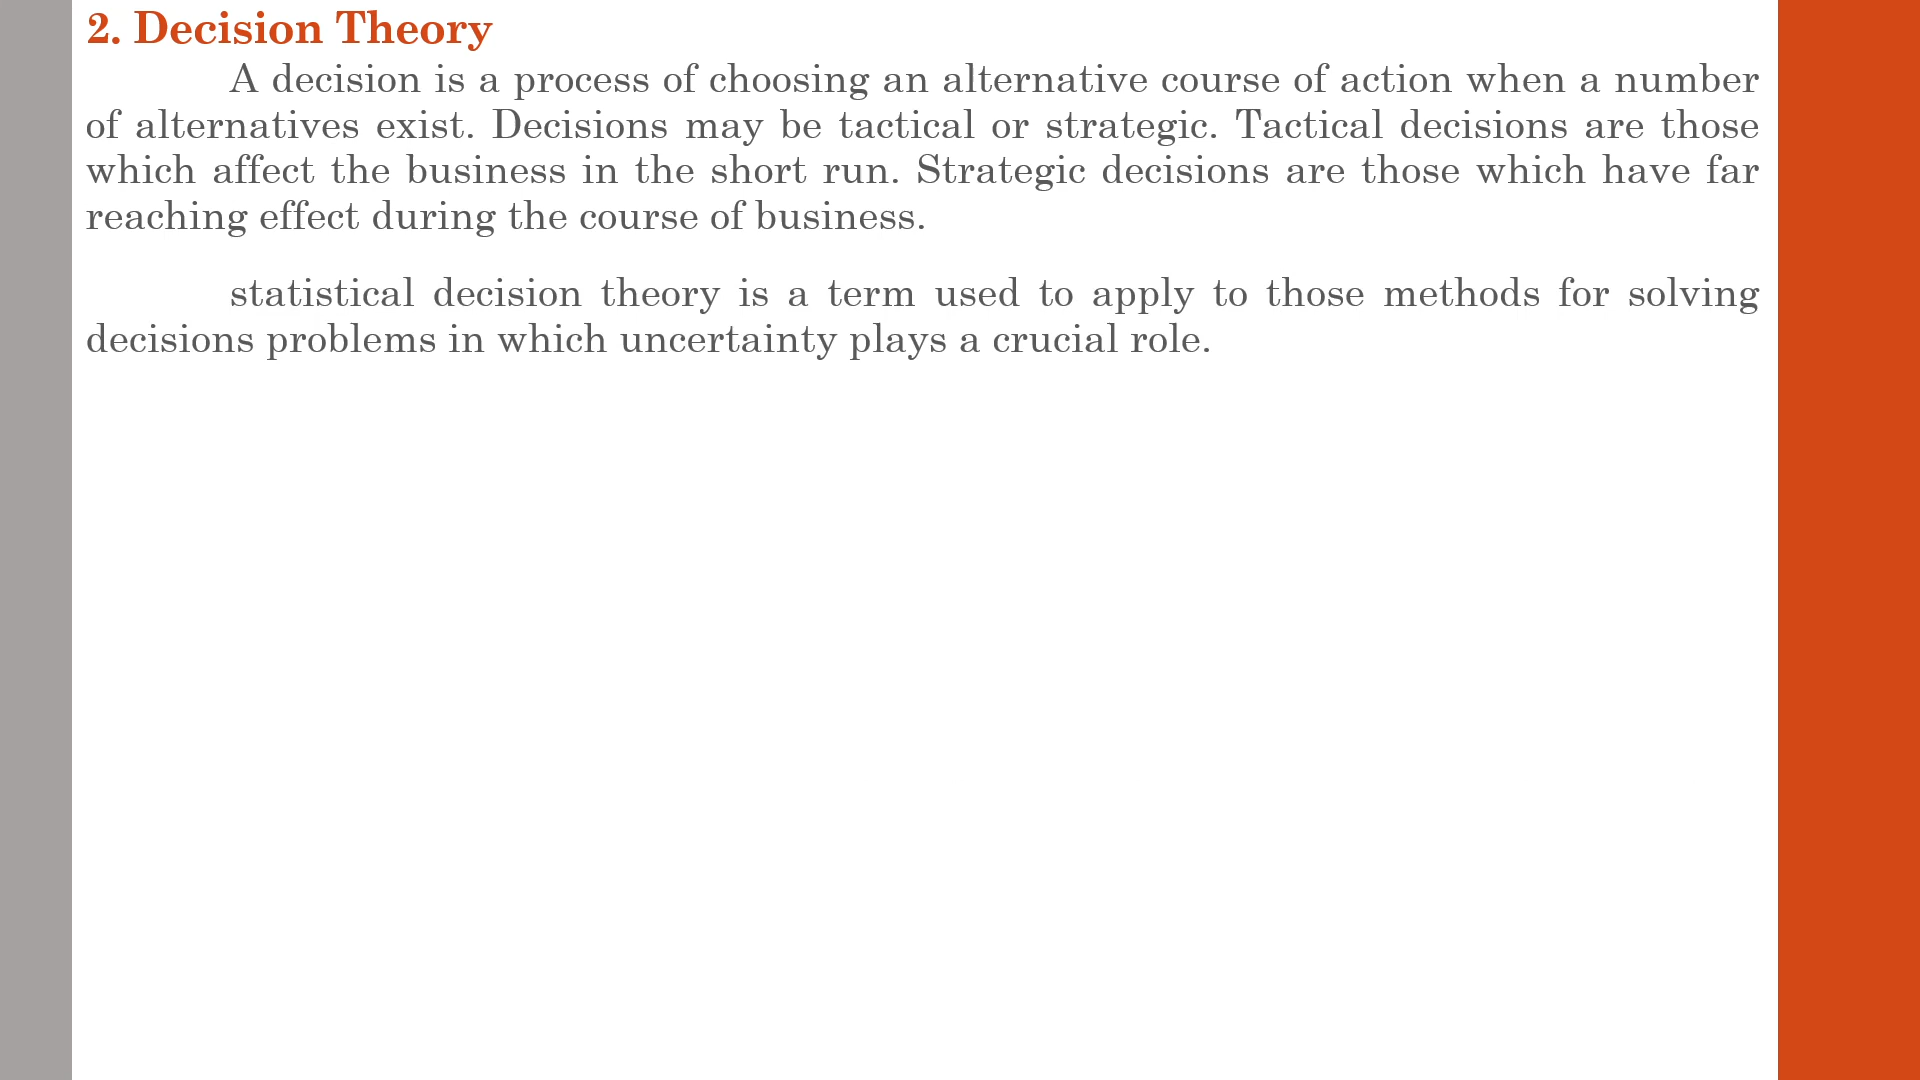 2. Decision Theory
A decision is a process of choosing an alternative course of action when a number
of alternatives exist. Decisions may be tactical or strategic. Tactical decisions are those
which affect the business in the short run. Strategic decisions are those which have far
reaching effect during the course of business.
statistical decision theory is a term used to apply to those methods for solving
decisions problems in which uncertainty plays a crucial role.